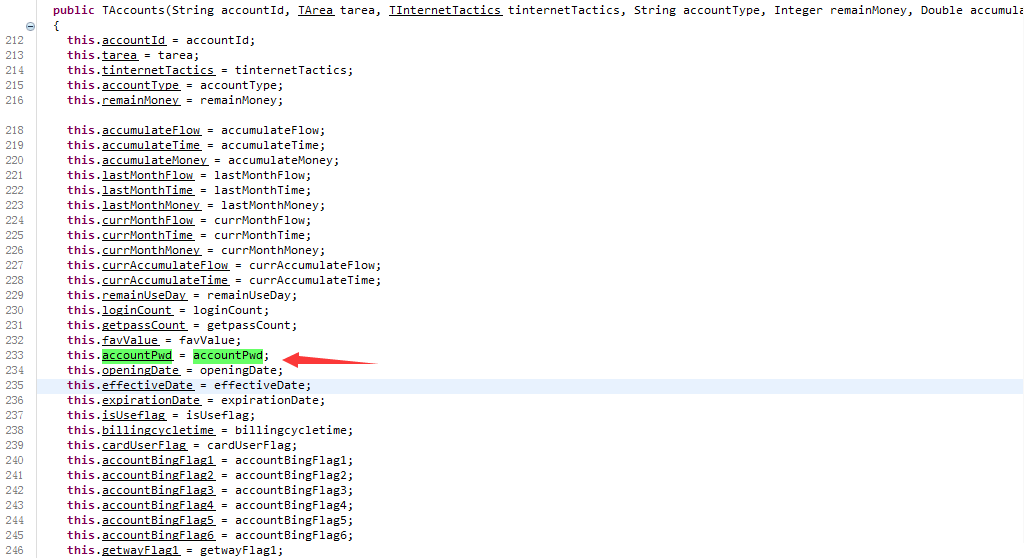 public TAccounts(String accountId, TArea tarea, TInternetTactics tinternetTactics, String accountType, Integer remainMoney, Double accumula
{
212 this.accountId = accountId;
213 this.tarea = tarea;
214 this.tinternetTactics = tinternetTactics;
215 this.accountType = accountType;
216 this.remainMoney = remainMoney;
218 this.accumulateFlow = accumulateFlow;
219 this.accumulateTime = accumulateTime;
220 this.accumulateMoney = accumulateMoney;
221 this.lastMonthFlow = lastMonthFlow;
222 this.lastMonthTime = lastMonthTime;
223 this.lastMonthMoney = lastMonthMoney;
224 this.currMonthFlow = currMonthFlow;
225 this.currMonthTime = currMonthTime;
226 this.currMonthMoney = currMonthMoney;
227 this.currAccumulateFlow = currAccumulateFlow;
228 this.currAccumulateTime = currAccumulateTime;
229 this.remainUseDay = remainUseDay;
230 this.loginCount = loginCount;
231 this.getpassCount = getpassCount;
232 this.favValue = favValue;
233 this.accountPwd = accountPwd;
234 this.openingDate = openingDate;
235 this.effectiveDate = effectiveDate;
236 this.expirationDate = expirationDate;
237 this.isUseflag = isUseflag;
238 this.billingcycletime = billingcycletime;
239 this.cardUserFlag = cardUserFlag;
240 this.accountBingFlag1 = accountBingFlag1;
241 this.accountBingFlag2 = accountBingFlag2;
242 this.accountBingFlag3 = accountBingFlag3;
243 this.accountBingFlag4 = accountBingFlag4;
244 this.accountBingFlag5 = accountBingFlag5;
245 this.accountBingFlag6 = accountBingFlag6;
246 this.getwayFlag1 = getwayFlag1;